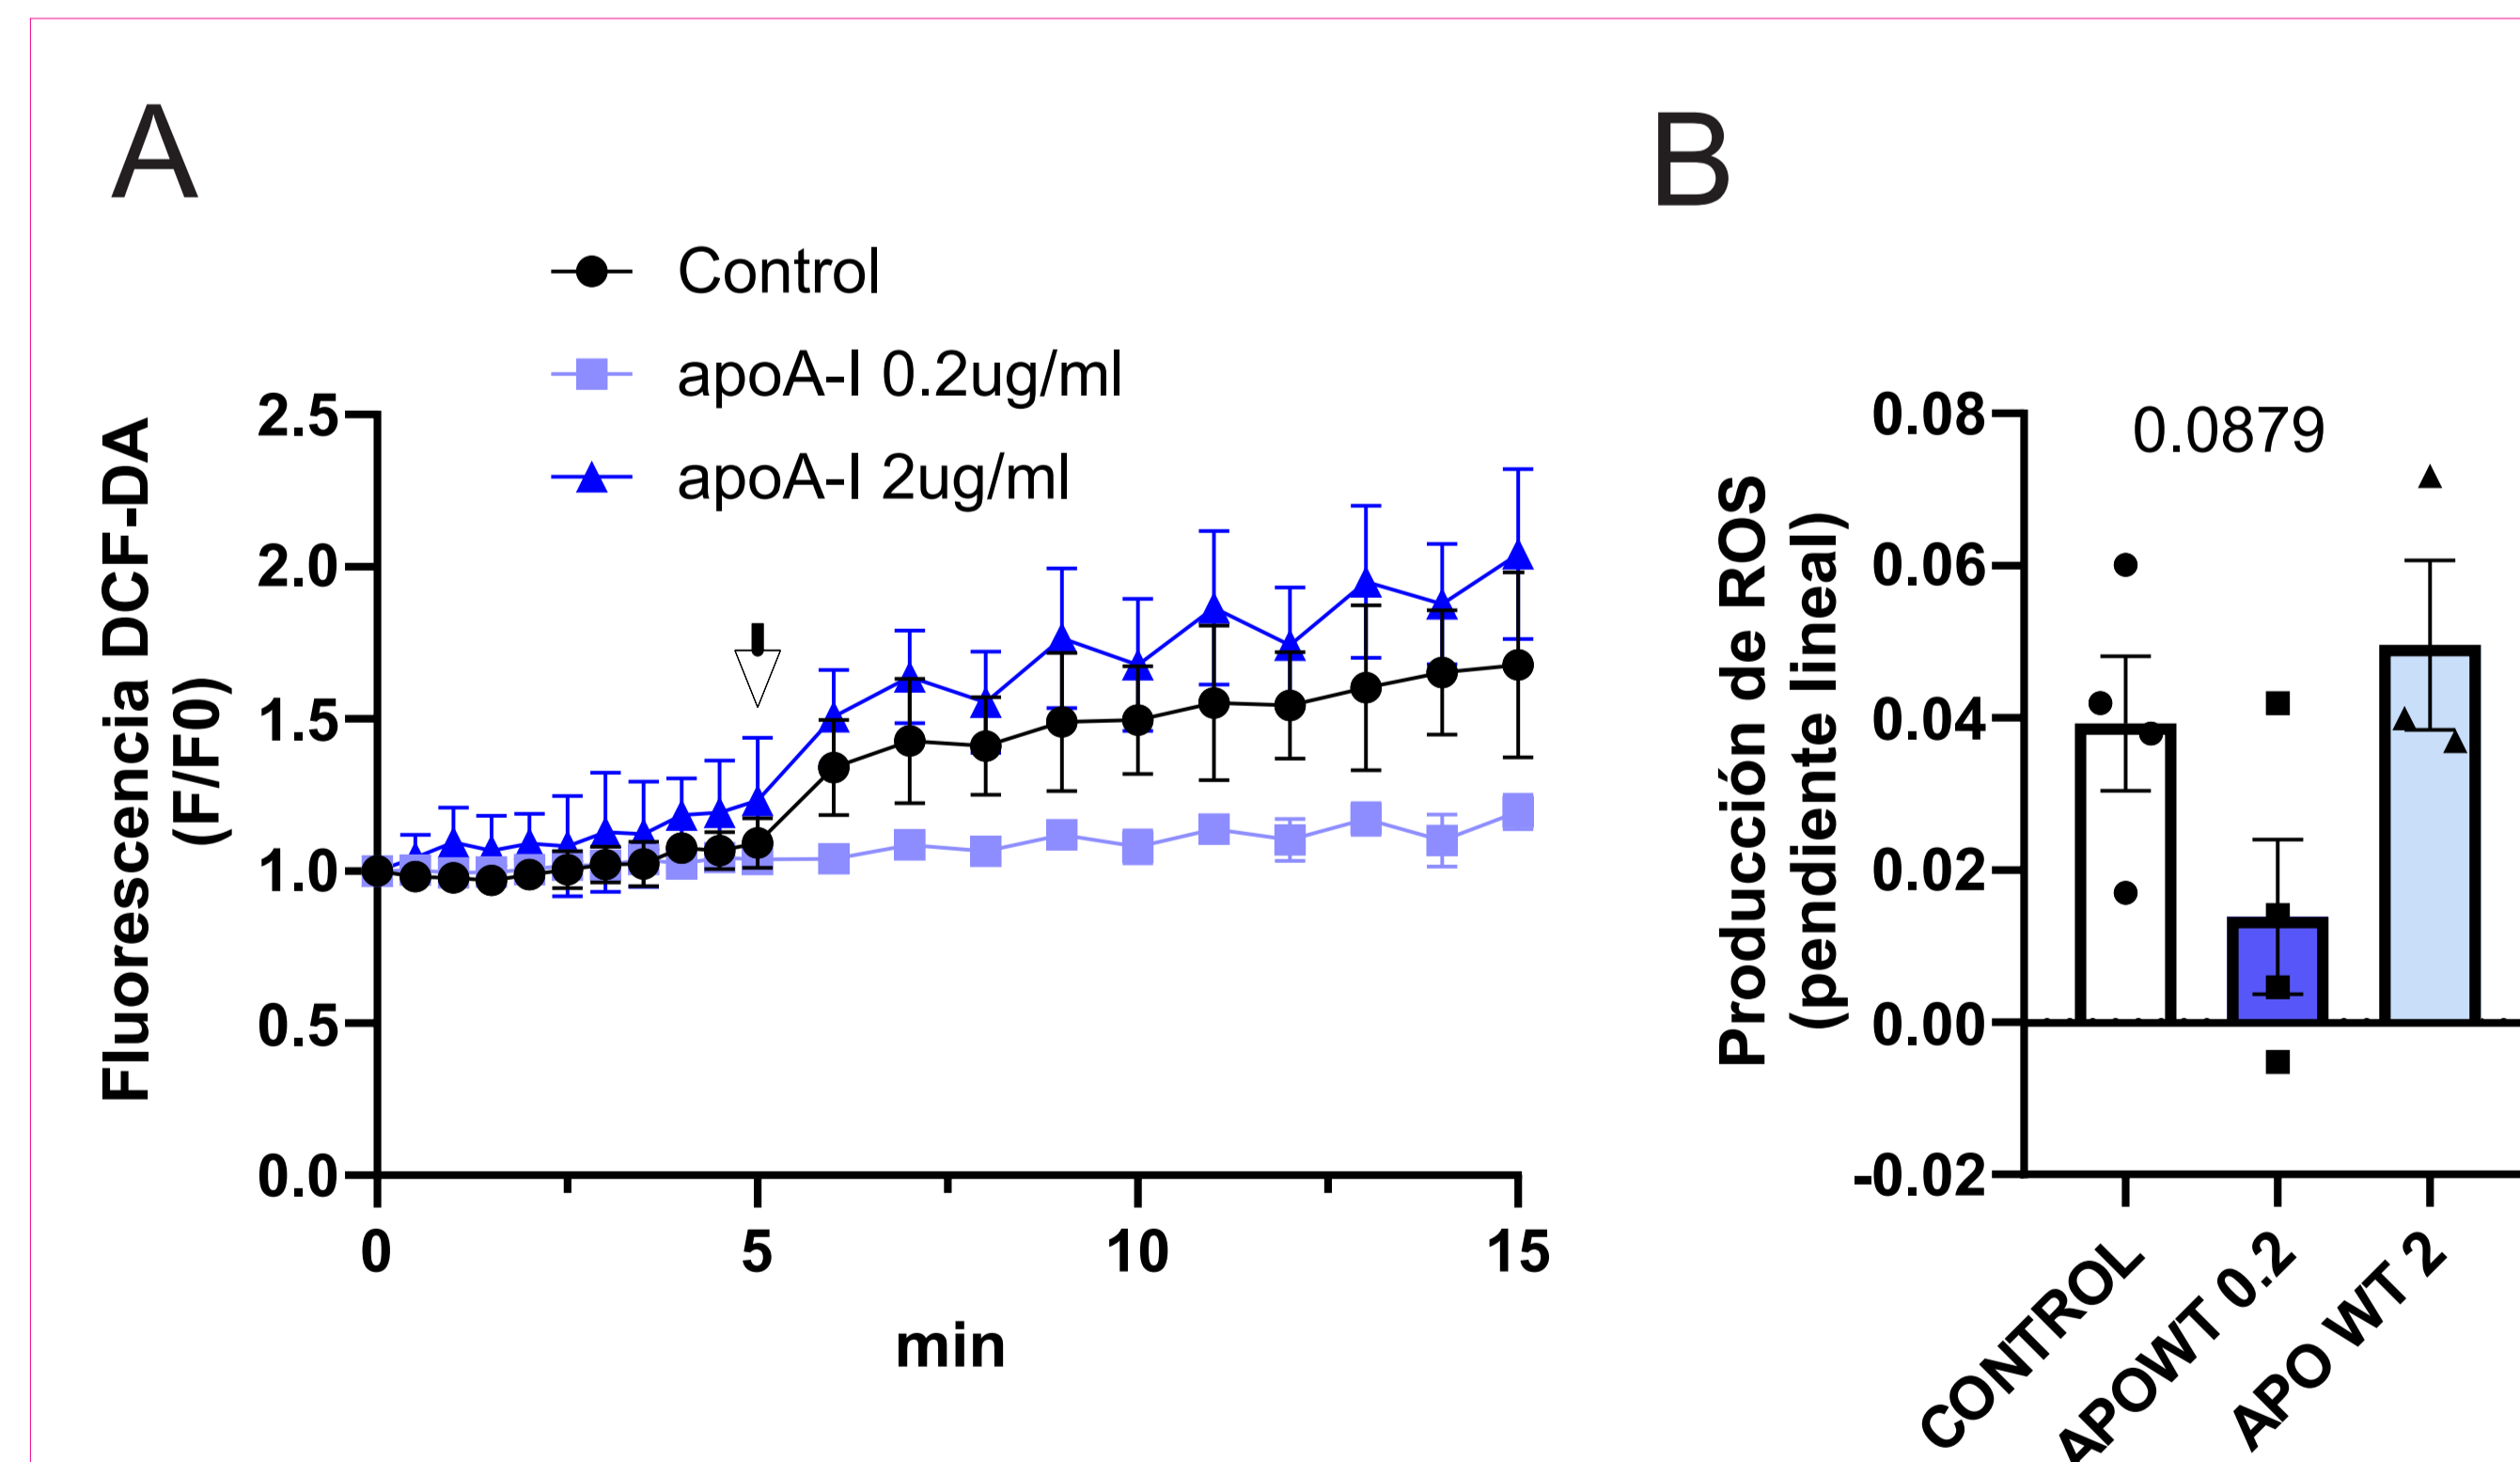 A
B
Control
apoA-I 0.2ug/ml
apoA-I 2ug/ml
Fluorescencia DCF-DA
(F/F0)
2.5
2.0
1.5
1.0
0.5
0.0
0
5
10
15
min
Producción de ROS
(pendiente lineal)
0.08
0.06
0.04
0.02
0.00
-0.02
0.0879
CONTROL
APOWT 0.2
APO WT 2